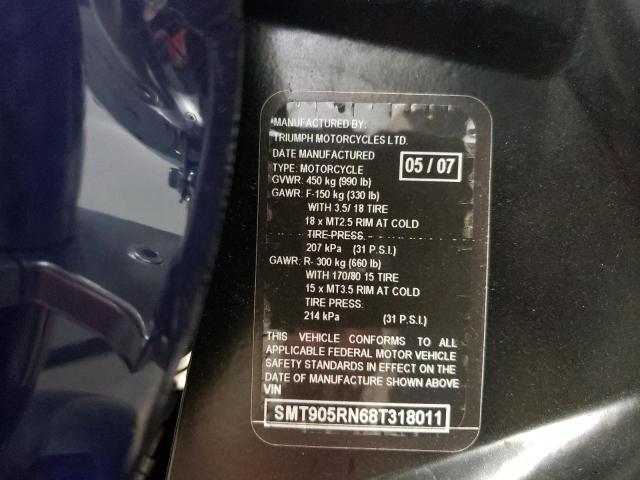 MANUFACTURED BY:
TRIUMPH MOTORCYCLES LTD.
DATE MANUFACTURED 05 / 07
TYPE: MOTORCYCLE
GVWR: 450 kg (990 lb)
GAWR: F-150 kg (330 lb)
WITH 3.5/ 18 TIRE
18 x MT2.5 RIM AT COLD
TIRE-PRESS.
207 kPa (31 P.S.I.)
GAWR: R- 300 kg (660 lb)
WITH 170/80 15 TIRE
15 x MT3.5 RIM AT COLD
TIRE PRESS.
214 kPa (31 P.S.I.)
THIS VEHICLE CONFORMS TO ALL
APPLICABLE FEDERAL MOTOR VEHICLE
SAFETY STANDARDS IN EFFECT ON THE
DATE OF MANUFACTURE SHOWN ABOVE
VIN
SMT905RN68T318011